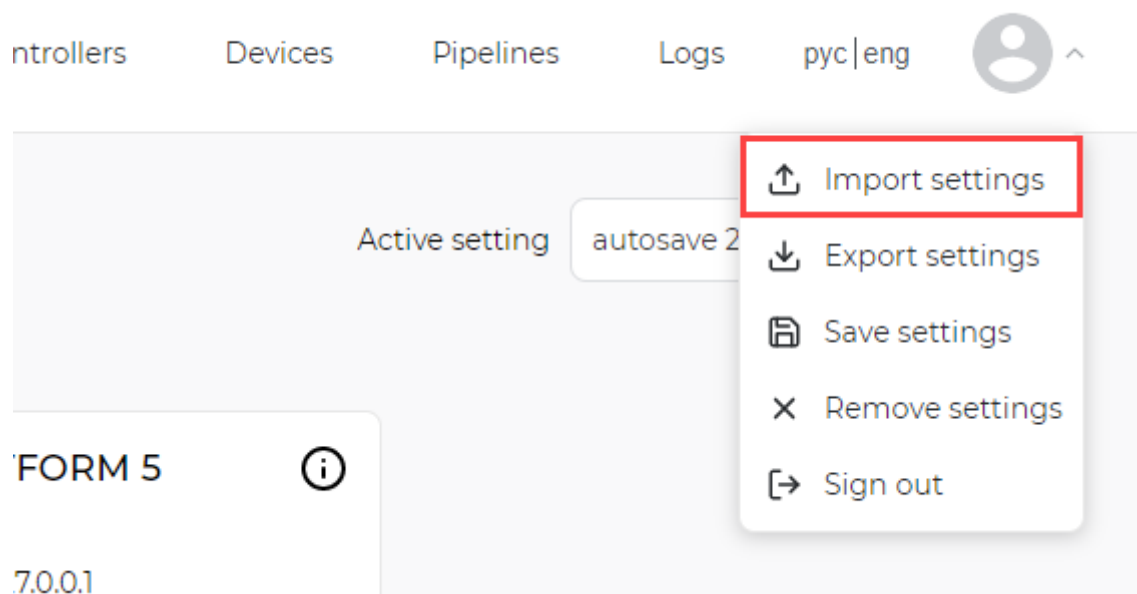 ntrollers Devices Pipelines Logs рус|eng
Import settings
Active setting autosave 2
Export settings
Save settings
Remove settings
FORM 5
Sign out
7.0.0.1